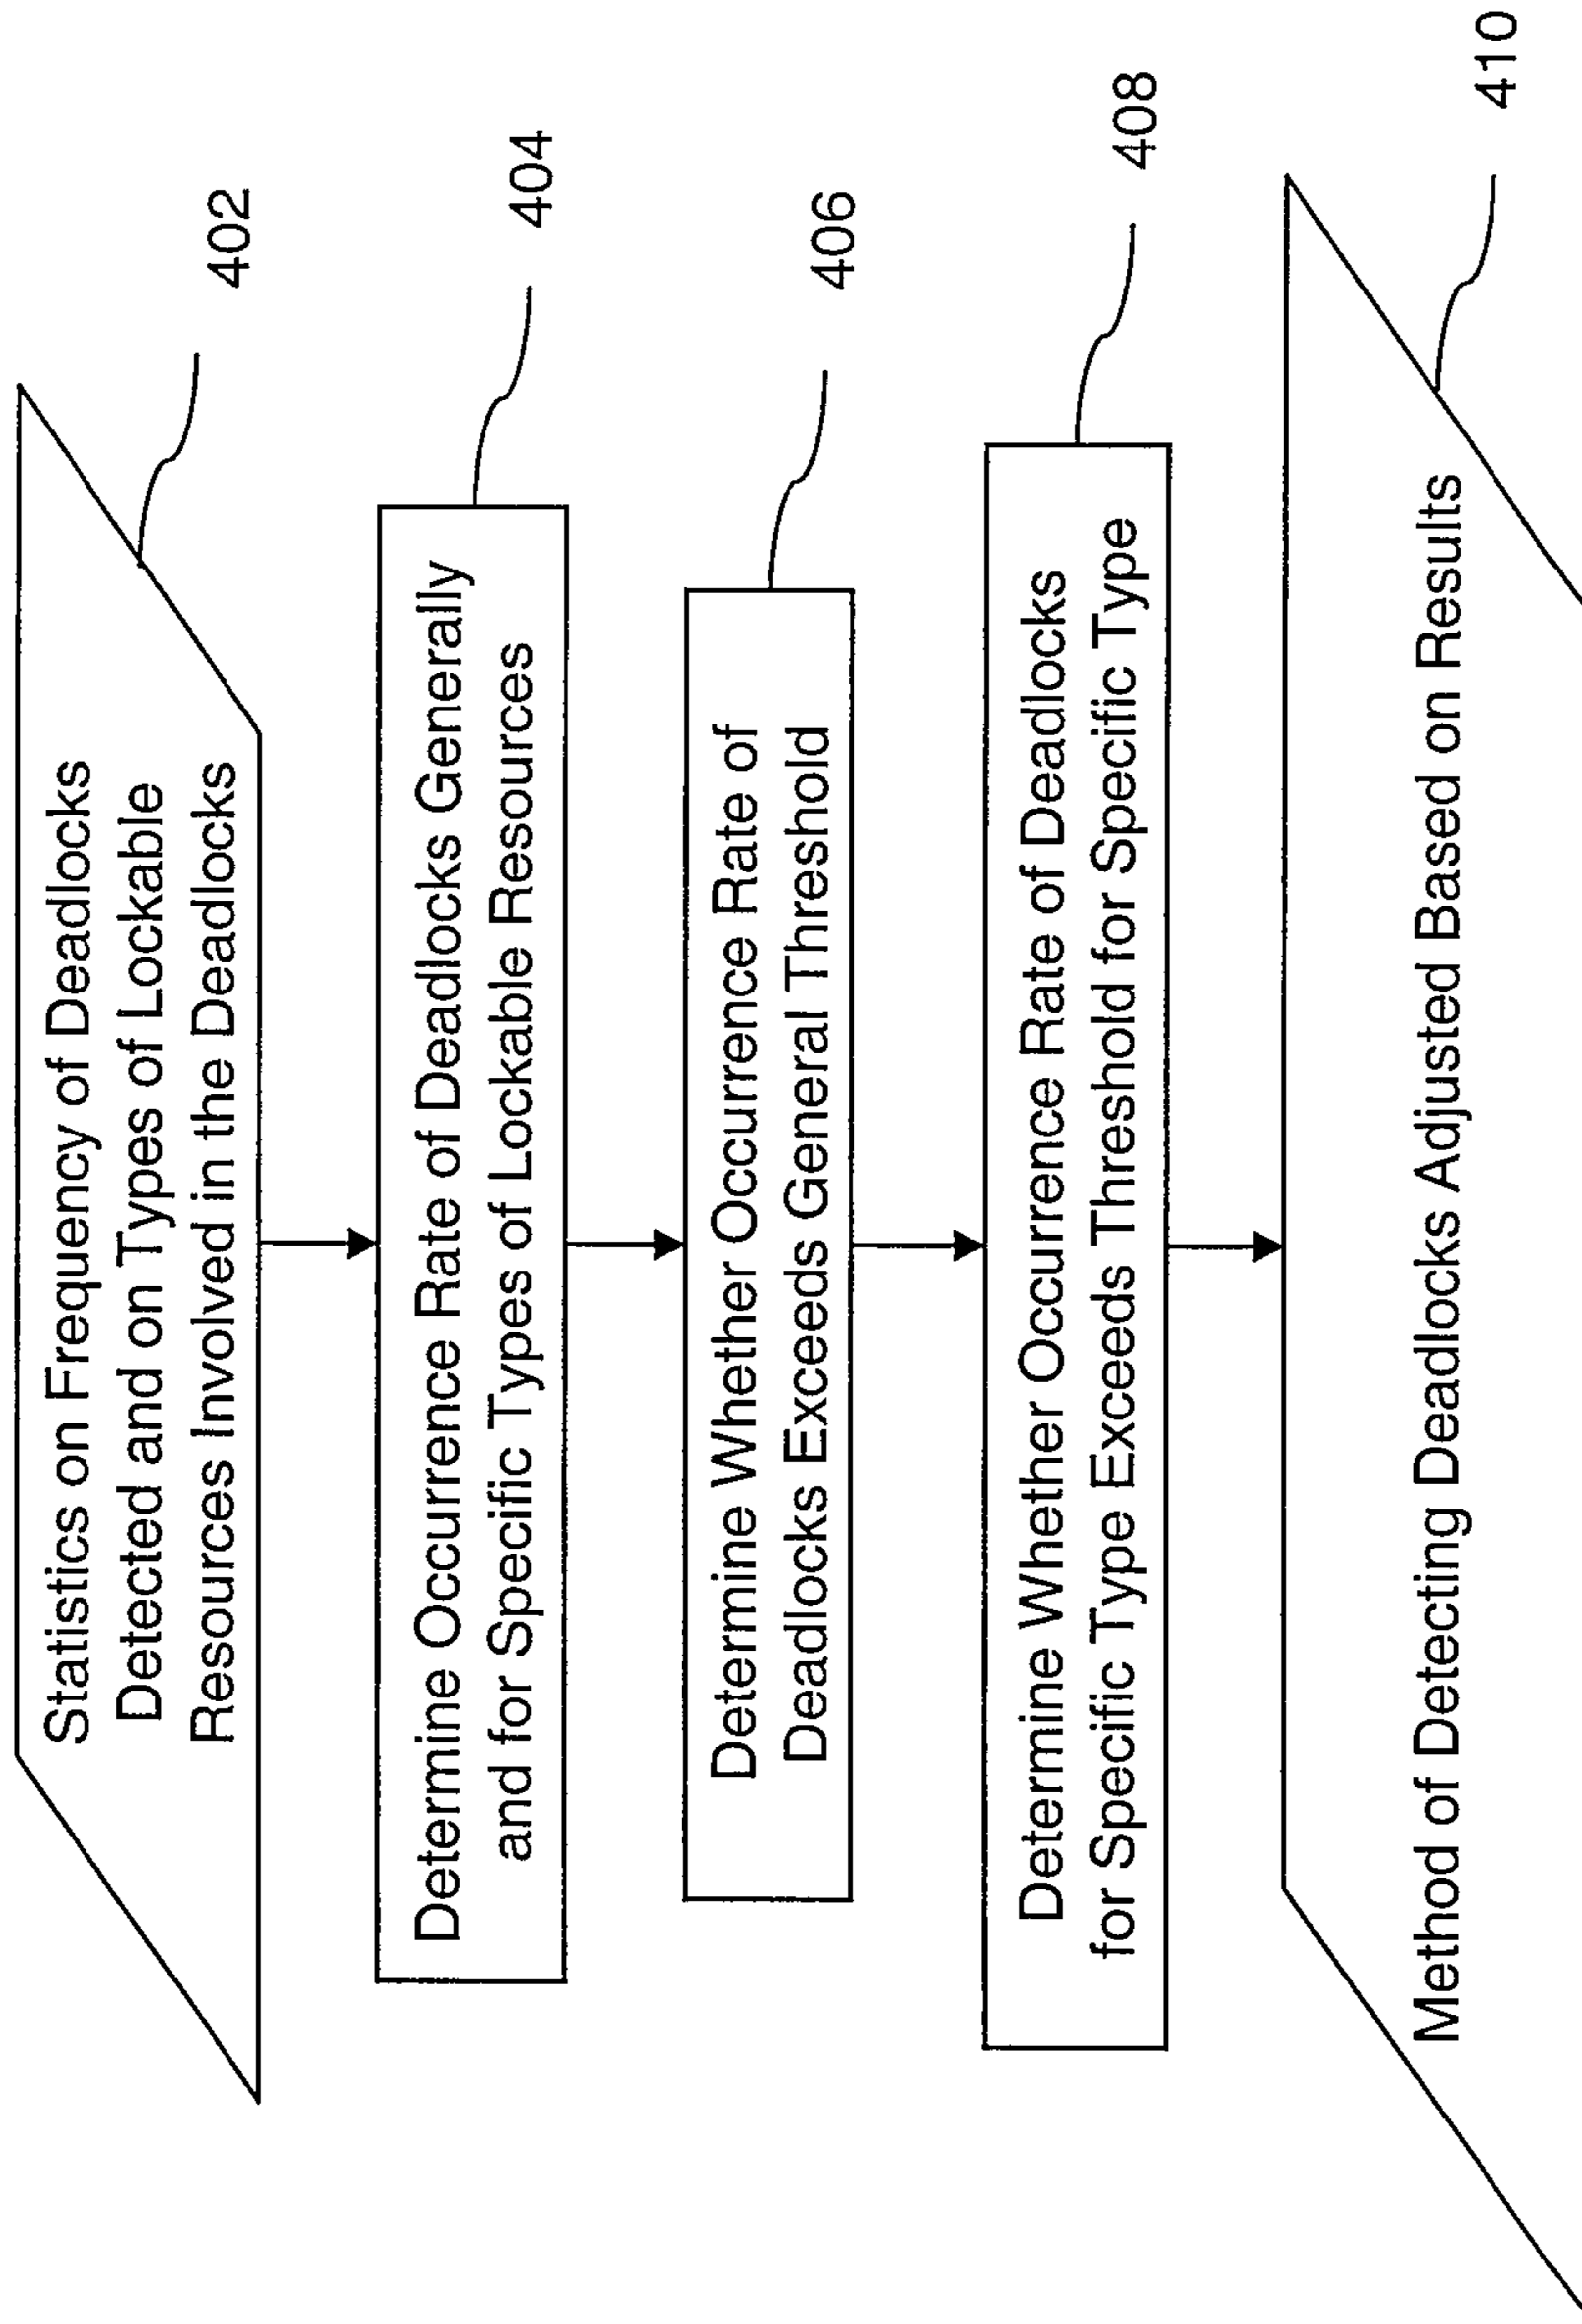 Statistics on Frequency of Deadlocks
Detected and on Types of Lockable
Resources Involved in the Deadlocks
402
Determine Occurrence Rate of Deadlocks Generally
and for Specific Types of Lockable Resources
404
Determine Whether Occurrence Rate of
Deadlocks Exceeds General Threshold
406
Determine Whether Occurrence Rate of Deadlocks
for Specific Type Exceeds Threshold for Specific Type
408
Method of Detecting Deadlocks Adjusted Based on Results
410